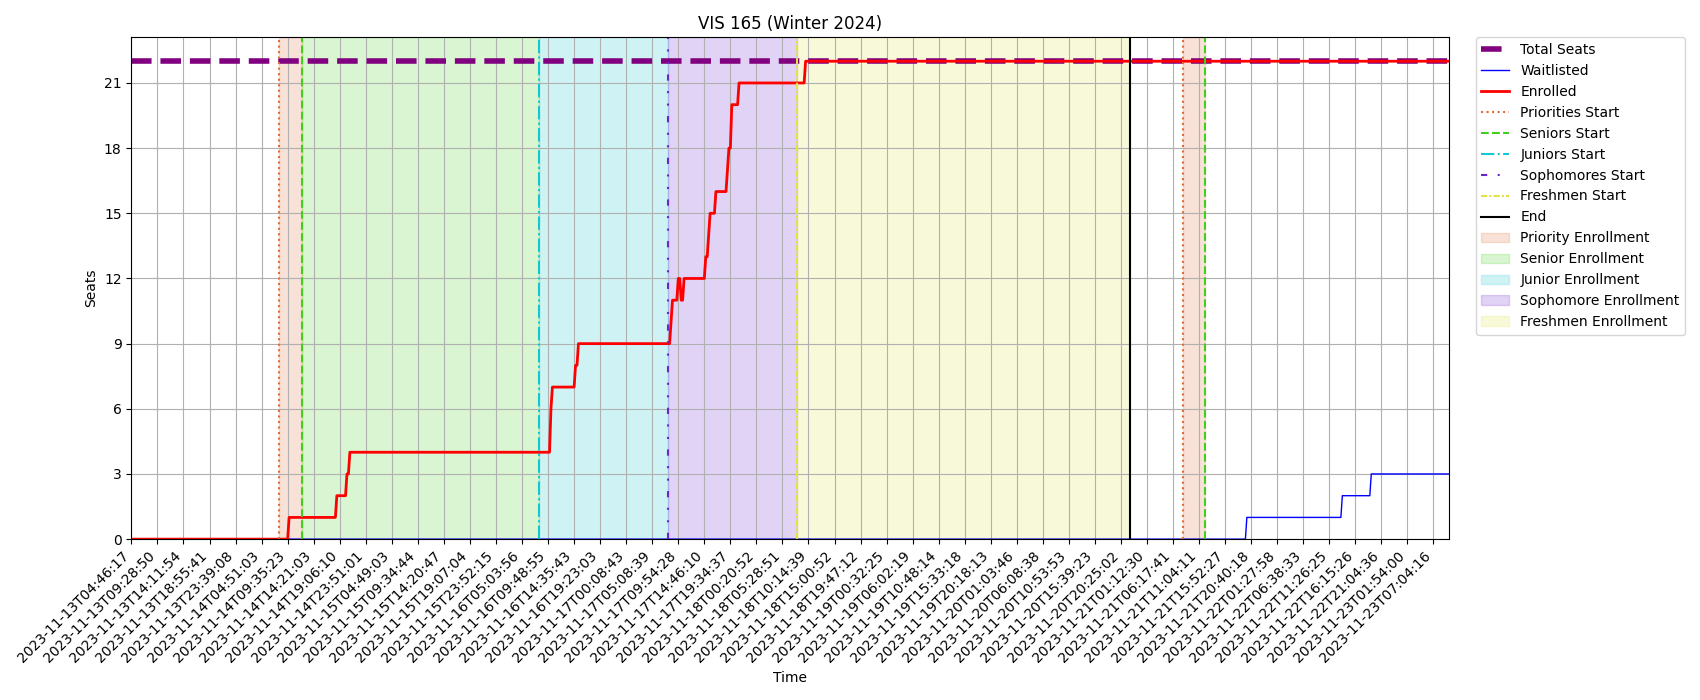 VIS 165 (Winter 2024)
Total Seats
Waitlisted
Enrolled
Priorities Start
Seniors Start
Juniors Start
Sophomores Start
Freshmen Start
End
Priority Enrollment
Senior Enrollment
Junior Enrollment
Sophomore Enrollment
Freshmen Enrollment
Seats
21
18
15
12
9
6
3
0
2023-11-13T04:46:17
2023-11-13T09:28:50
2023-11-13T14:11:54
2023-11-13T18:55:41
2023-11-13T23:39:08
2023-11-14T04:51:03
2023-11-14T09:35:23
2023-11-14T14:21:03
2023-11-14T19:06:10
2023-11-14T23:51:01
2023-11-15T04:49:03
2023-11-15T09:34:44
2023-11-15T14:20:47
2023-11-15T19:07:04
2023-11-15T23:52:15
2023-11-16T05:03:56
2023-11-16T09:48:55
2023-11-16T14:35:43
2023-11-16T19:23:03
2023-11-17T00:08:43
2023-11-17T05:08:39
2023-11-17T09:54:28
2023-11-17T14:46:10
2023-11-17T19:34:37
2023-11-18T00:20:52
2023-11-18T05:28:51
2023-11-18T10:14:39
2023-11-18T15:00:52
2023-11-18T19:47:12
2023-11-19T00:32:25
2023-11-19T06:02:19
2023-11-19T10:48:14
2023-11-19T15:33:18
2023-11-19T20:18:13
2023-11-20T01:03:46
2023-11-20T06:08:38
2023-11-20T10:53:53
2023-11-20T15:39:23
2023-11-20T20:25:02
2023-11-21T01:12:30
2023-11-21T06:17:41
2023-11-21T11:04:11
2023-11-21T15:52:27
2023-11-21T20:40:18
2023-11-22T01:27:58
2023-11-22T06:38:33
2023-11-22T11:26:25
2023-11-22T16:15:26
2023-11-22T21:04:36
2023-11-23T01:54:00
2023-11-23T07:04:16
Time